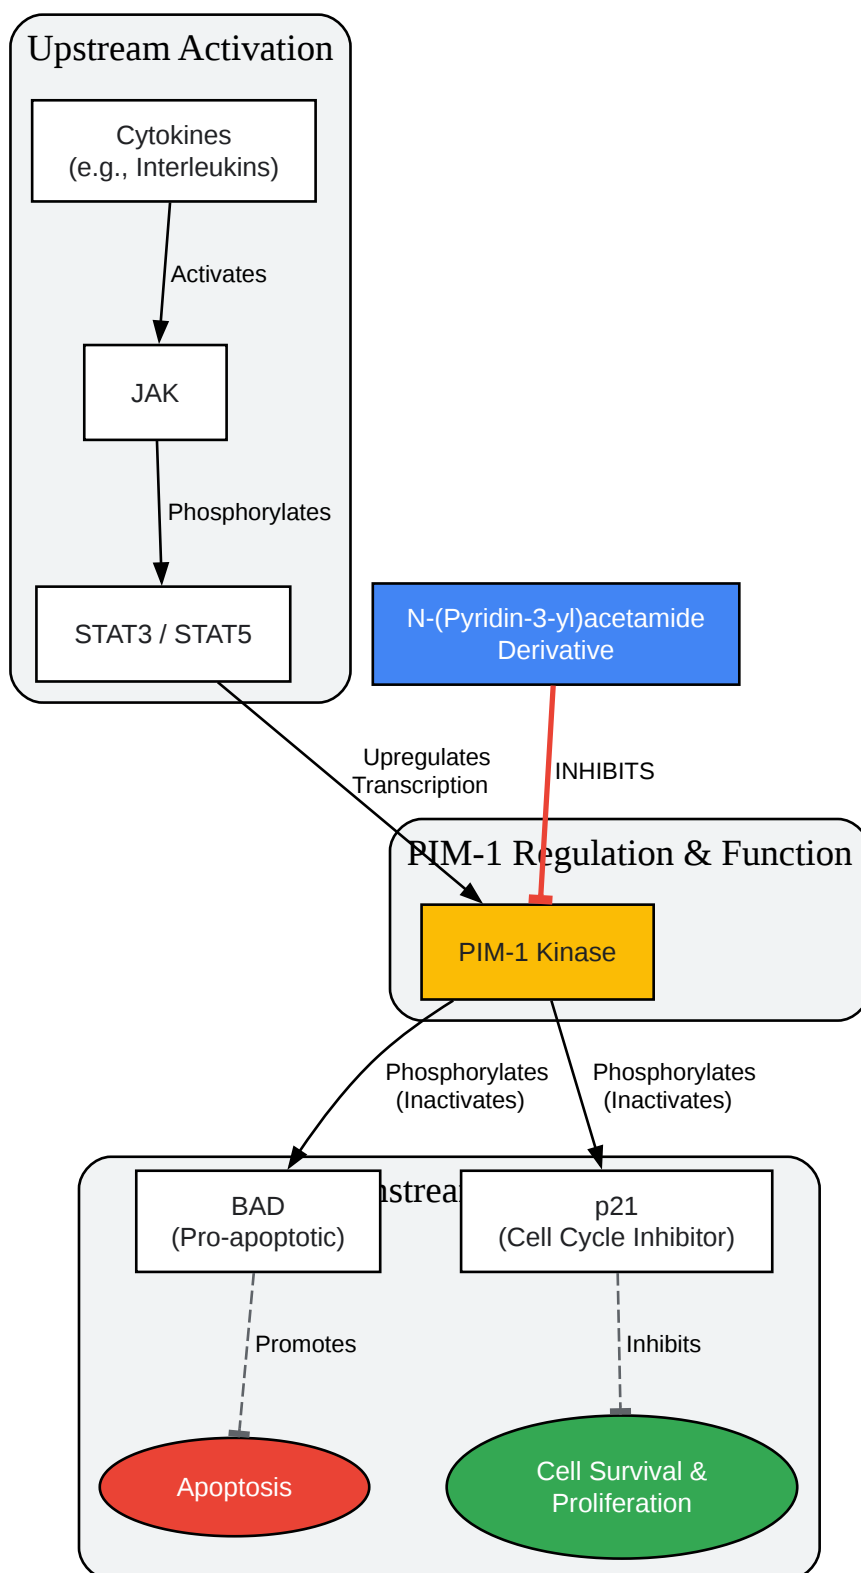 Upstream Activation
Cytokines
(e.g., Interleukins)
Activates
JAK
Phosphorylates
STAT3 / STAT5
N-(Pyridin-3-yl)acetamide
Derivative
Upregulates
Transcription
INHIBITS
PIM-1 Regulation & Function
PIM-1 Kinase
Phosphorylates
(Inactivates)
Phosphorylates
(Inactivates)
BAD
(Pro-apoptotic)
p21
(Cell Cycle Inhibitor)
Promotes
Inhibits
Apoptosis
Cell Survival &
Proliferation